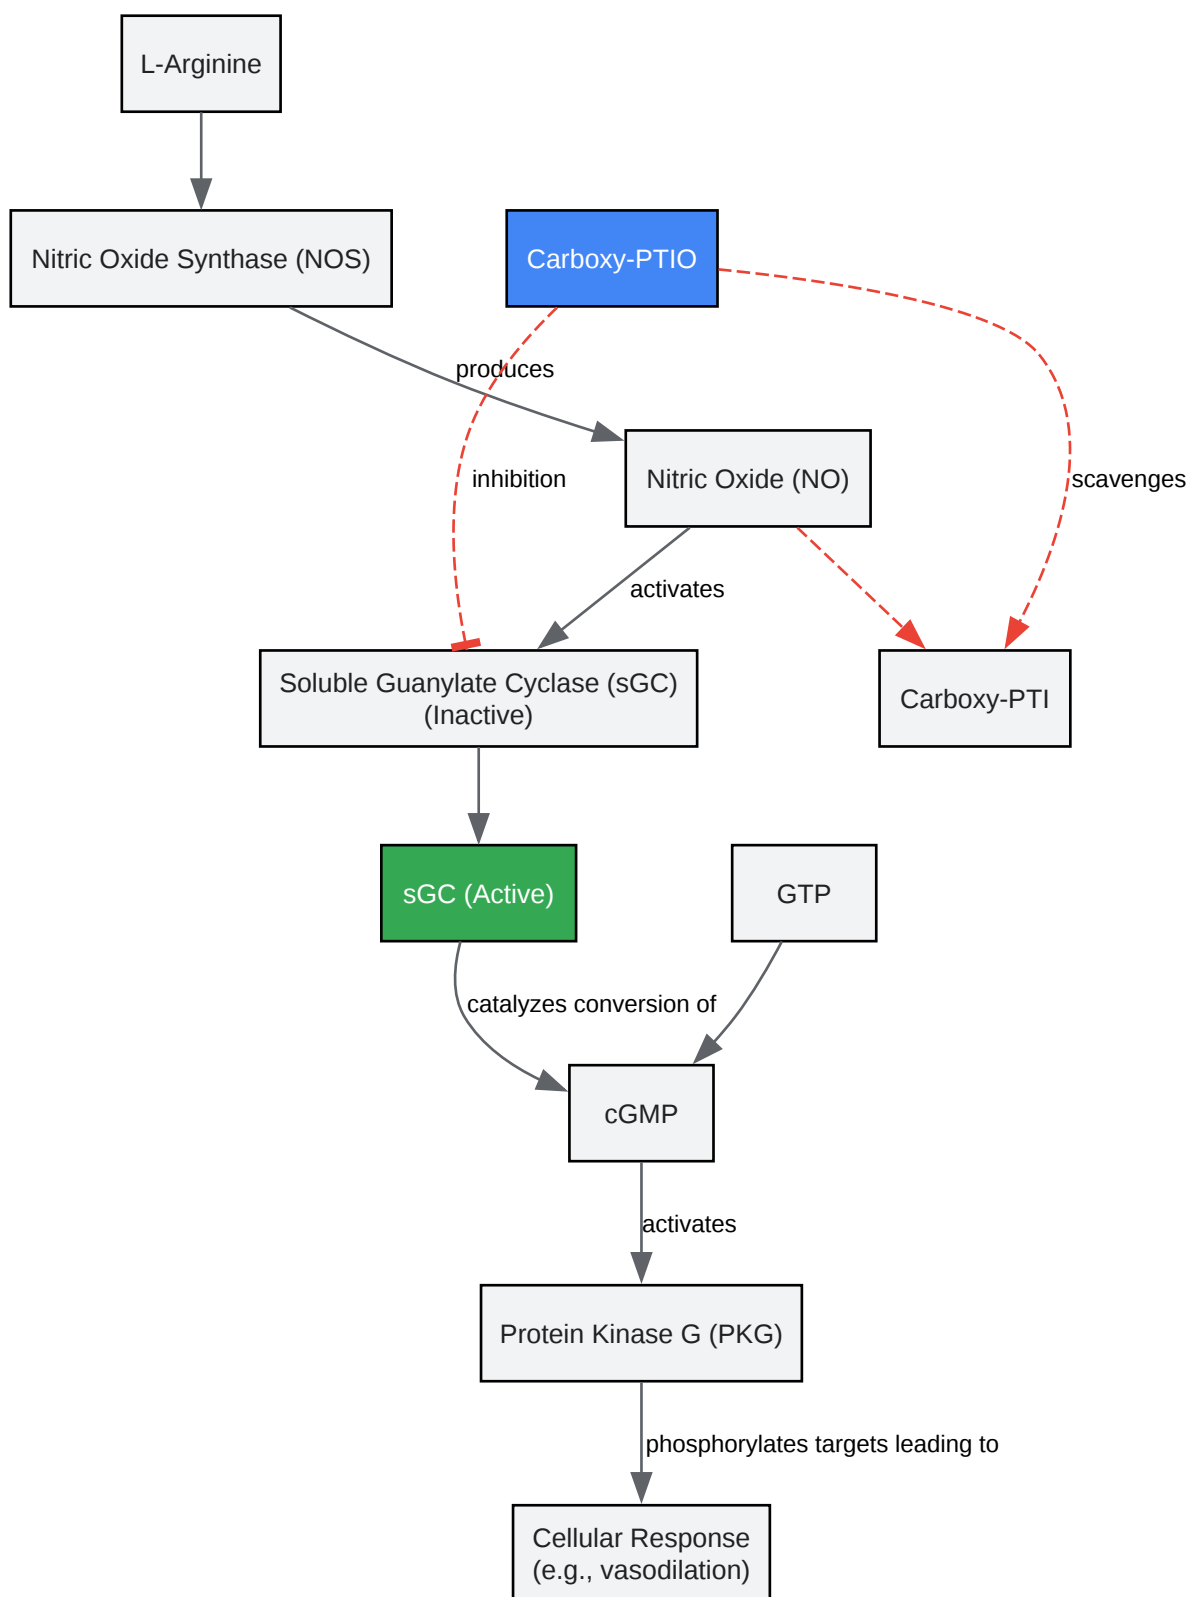 L-Arginine
Nitric Oxide Synthase (NOS)
Carboxy-PTIO
produces
Nitric Oxide (NO)
inhibition
scavenges
activates
Soluble Guanylate Cyclase (sGC)
(Inactive)
Carboxy-PTI
sGC (Active)
GTP
catalyzes conversion of
cGMP
activates
Protein Kinase G (PKG)
phosphorylates targets leading to
Cellular Response
(e.g., vasodilation)